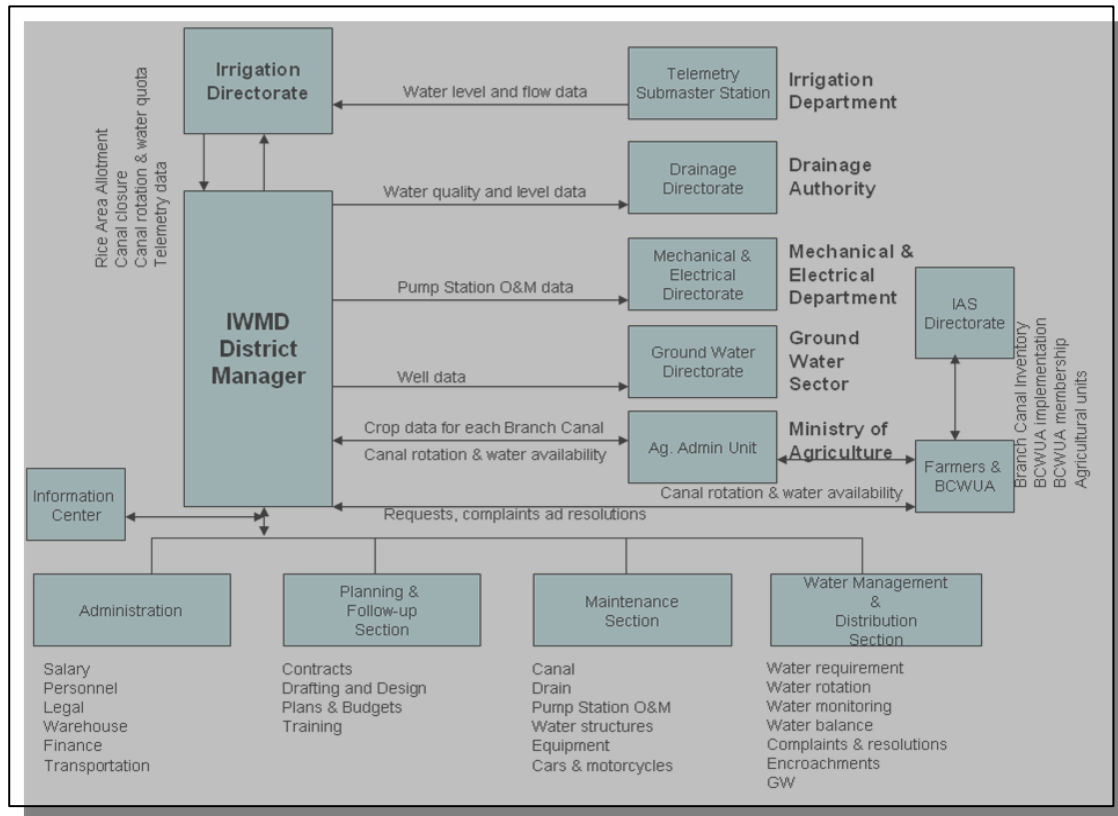 Irrigation
Directorate
Telemetry
Submaster Station
Irrigation
Department
Water level and flow data
Rice Area Allotment
Canal closure
Canal rotation & water quota
Telemetry data
Drainage
Directorate
Drainage
Authority
Water quality and level data
Mechanical &
Electrical
Directorate
Mechanical &
Electrical
Department
Pump Station O&M data
IWMD
District
Manager
IAS
Directorate
Ground Water
Directorate
Ground
Water
Sector
Well data
Branch Canal Inventory
BCWUA implementation
BCWUA membership
Agricultural units
Crop data for each Branch Canal
Canal rotation & water availability
Ag. Admin Unit
Ministry of
Agriculture
Farmers &
BCWUA
Canal rotation & water availability
Requests, complaints ad resolutions
Information
Center
Administration
Planning &
Follow-up
Section
Maintenance
Section
Water Management
&
Distribution
Section
Salary
Personnel
Legal
Warehouse
Finance
Transportation
Contracts
Drafting and Design
Plans & Budgets
Training
Canal
Drain
Pump Station O&M
Water structures
Equipment
Cars & motorcycles
Water requirement
Water rotation
Water monitoring
Water balance
Complaints & resolutions
Encroachments
GW